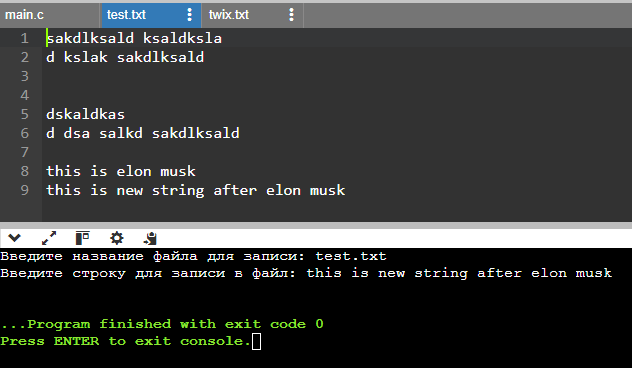 main.c test.txt twix.txt
1 sakdlksald ksaldksla
2 d kslak sakdlksald
3
4
5 dskaldkas
6 d dsa salkd sakdlksald
7
8 this is elon musk
9 this is new string after elon musk
Введите название файла для записи: test.txt
Введите строку для записи в файл: this is new string after elon musk
...Program finished with exit code 0
Press ENTER to exit console.